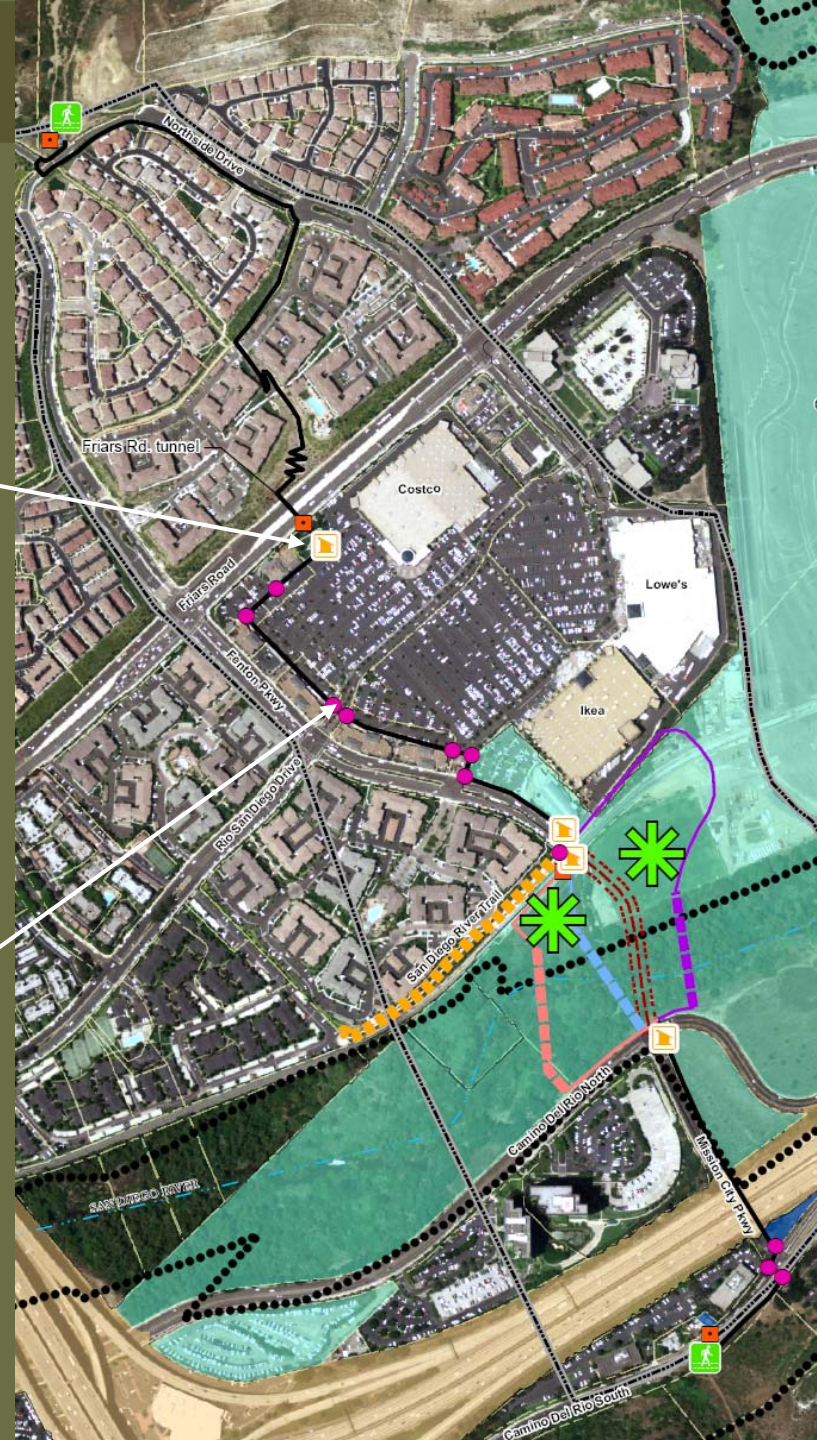 Northside Drive
Friars Rd. tunnel
Costco
Friars Road
Lowe's
Fenton Pkwy
Ikea
Rio San Diego Drive
San Diego River Trail
Camino Del Rio North
Mission City Pkwy
SAN DIEGO RIVER
Camino Del Rio South